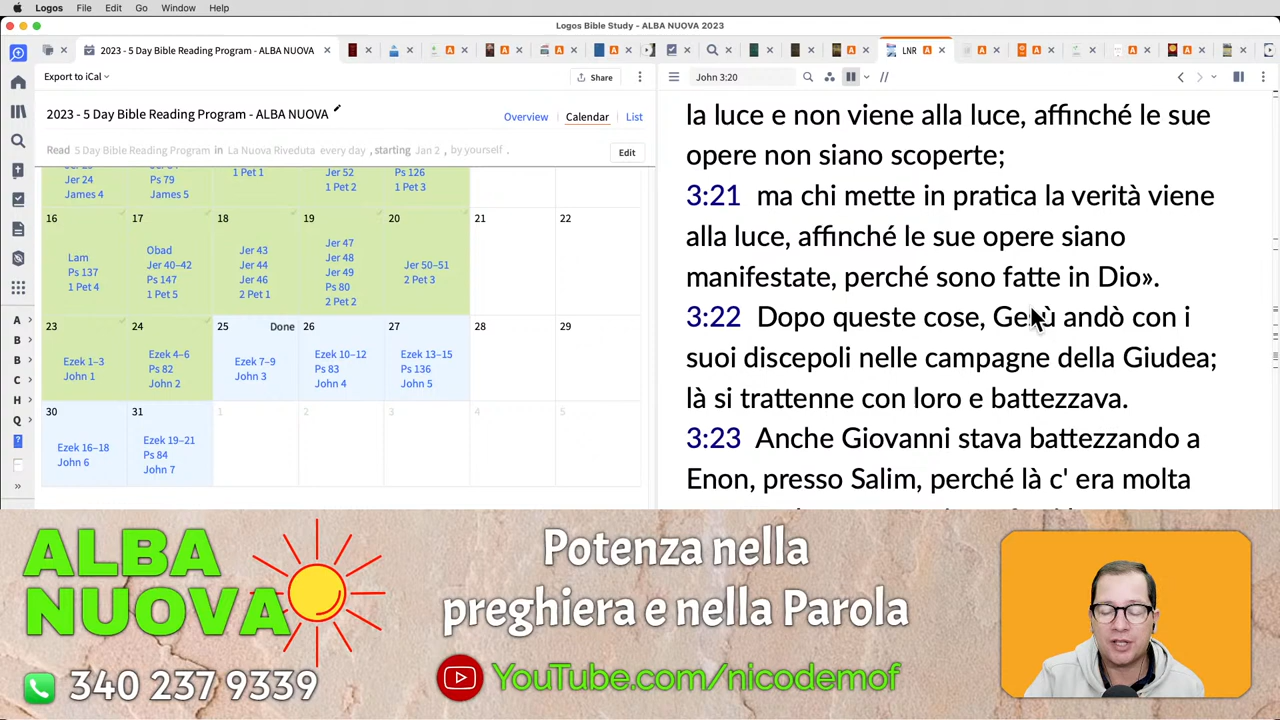 Logos File Edit Go Window Help
Logos Bible Study - ALBA NUOVA 2023
2023 - 5 Day Bible Reading Program - ALBA NUOVA
LNR
Export to iCal
Share
John 3:20
2023 - 5 Day Bible Reading Program - ALBA NUOVA
Overview Calendar List
Read 5 Day Bible Reading Program in La Nuova Riveduta every day , starting Jan 2 , by yourself .
Edit
Jer 24
James 4
Ps 79
James 5
1 Pet 1
Jer 52
1 Pet 2
Ps 126
1 Pet 3
16 17 18 19 20 21 22
Lam
Ps 137
1 Pet 4
Obad
Jer 40–42
Ps 147
1 Pet 5
Jer 43
Jer 44
Jer 46
2 Pet 1
Jer 47
Jer 48
Jer 49
Ps 80
2 Pet 2
Jer 50–51
2 Pet 3
23 24 25 Done 26 27 28 29
Ezek 1–3
John 1
Ezek 4–6
Ps 82
John 2
Ezek 7–9
John 3
Ezek 10–12
Ps 83
John 4
Ezek 13–15
Ps 136
John 5
30 31 1 2 3 4 5
Ezek 16–18
John 6
Ezek 19–21
Ps 84
John 7
A
B
B
C
H
Q
la luce e non viene alla luce, affinché le sue
opere non siano scoperte;
3:21 ma chi mette in pratica la verità viene
alla luce, affinché le sue opere siano
manifestate, perché sono fatte in Dio».
3:22 Dopo queste cose, Gesù andò con i
suoi discepoli nelle campagne della Giudea;
là si trattenne con loro e battezzava.
3:23 Anche Giovanni stava battezzando a
Enon, presso Salim, perché là c' era molta
ALBA
NUOVA
340 237 9339
Potenza nella
preghiera e nella Parola
YouTube.com/nicodemof